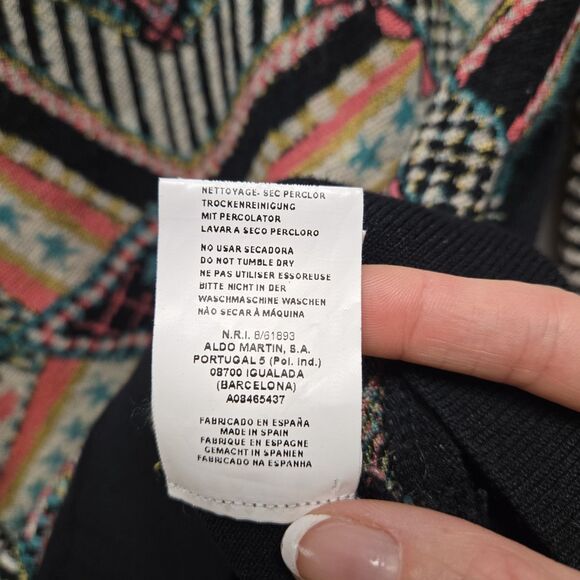 NETTOYAGE- SEC PERCLOR
TROCKENREINIGUNG
MIT PERCOLATOR
LAVAR A SECO PERCLORO
NO USAR SECADORA
DO NOT TUMBLE DRY
NE PAS UTILISER ESSOREUSE
BITTE NICHT IN DER
WASCHMASCHINE WASCHEN
NÃO SECAR À MÁQUINA
N.R.I. 8/61893
ALDO MARTIN, S.A.
PORTUGAL 5 (Pol. Ind.)
08700 IGUALADA
(BARCELONA)
A08465437
FABRICADO EN ESPAÑA
MADE IN SPAIN
FABRIQUE EN ESPAGNE
GEMACHT IN SPANIEN
FABRICADO NA ESPANHA